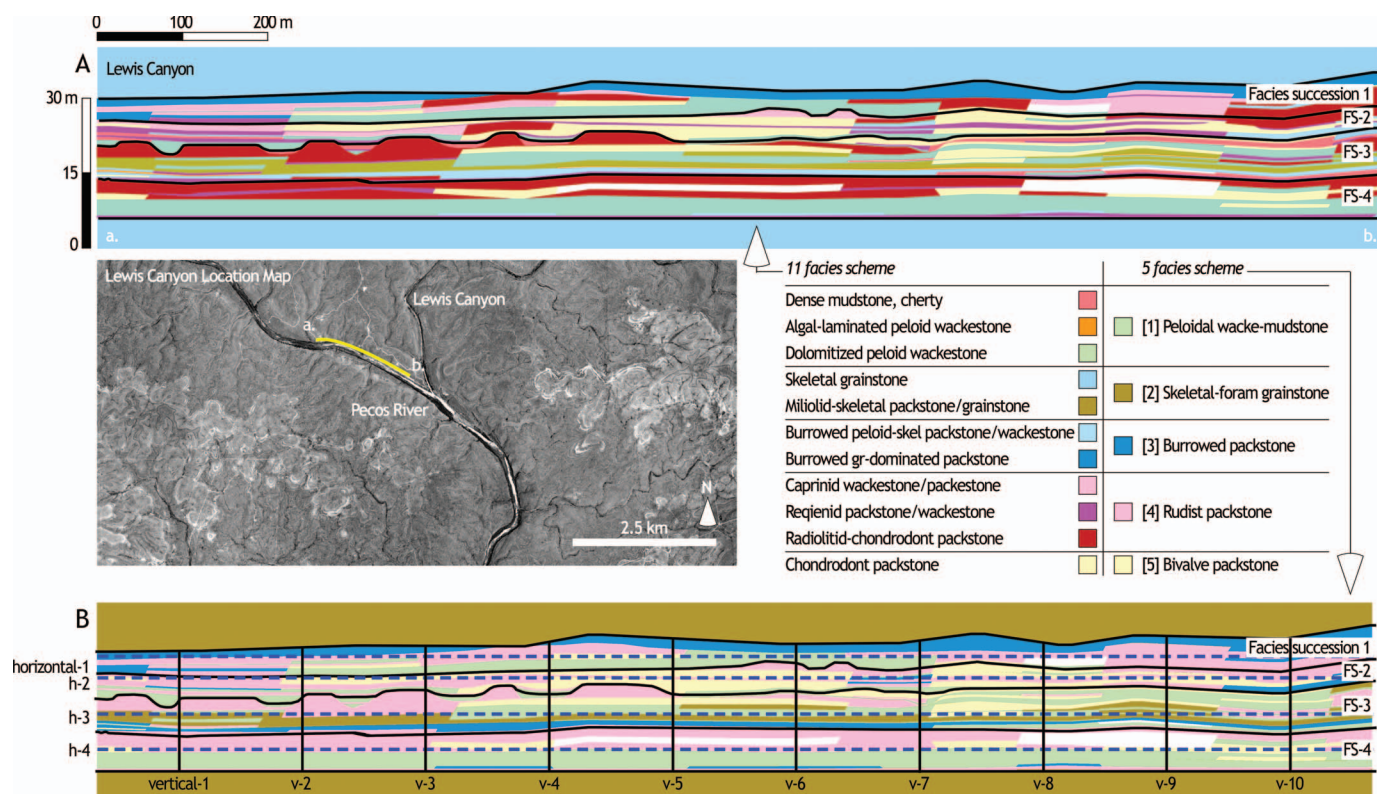 0 100 200 m
A
Lewis Canyon
30 m
15
0
Facies succession 1
FS-2
FS-3
FS-4
a.
b.
Lewis Canyon Location Map
Lewis Canyon
a.
b.
Pecos River
N
2.5 km
11 facies scheme
5 facies scheme
Dense mudstone, cherty
Algal-laminated peloid wackestone
[1] Peloidal wacke-mudstone
Dolomitized peloid wackestone
Skeletal grainstone
[2] Skeletal-foram grainstone
Miliolid-skeletal packstone/grainstone
Burrowed peloid-skel packstone/wackestone
[3] Burrowed packstone
Burrowed gr-dominated packstone
Caprinid wackestone/packestone
Reqienid packstone/wackestone
[4] Rudist packstone
Radiolitid-chondrodont packstone
Chondrodont packstone
[5] Bivalve packstone
B
Facies succession 1
horizontal-1
FS-2
h-2
FS-3
h-3
FS-4
h-4
vertical-1 v-2 v-3 v-4 v-5 v-6 v-7 v-8 v-9 v-10